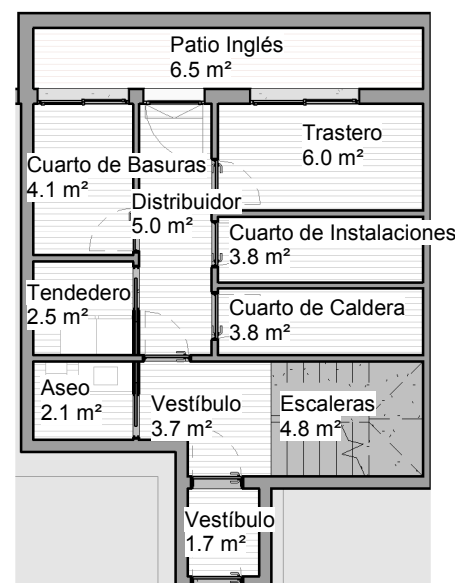 Patio Inglés
6.5 m²
Trastero
6.0 m²
Cuarto de Basuras
4.1 m²
Distribuidor
5.0 m²
Cuarto de Instalaciones
3.8 m²
Tendedero
2.5 m²
Cuarto de Caldera
3.8 m²
Aseo
2.1 m²
Vestíbulo
3.7 m²
Escaleras
4.8 m²
Vestíbulo
1.7 m²